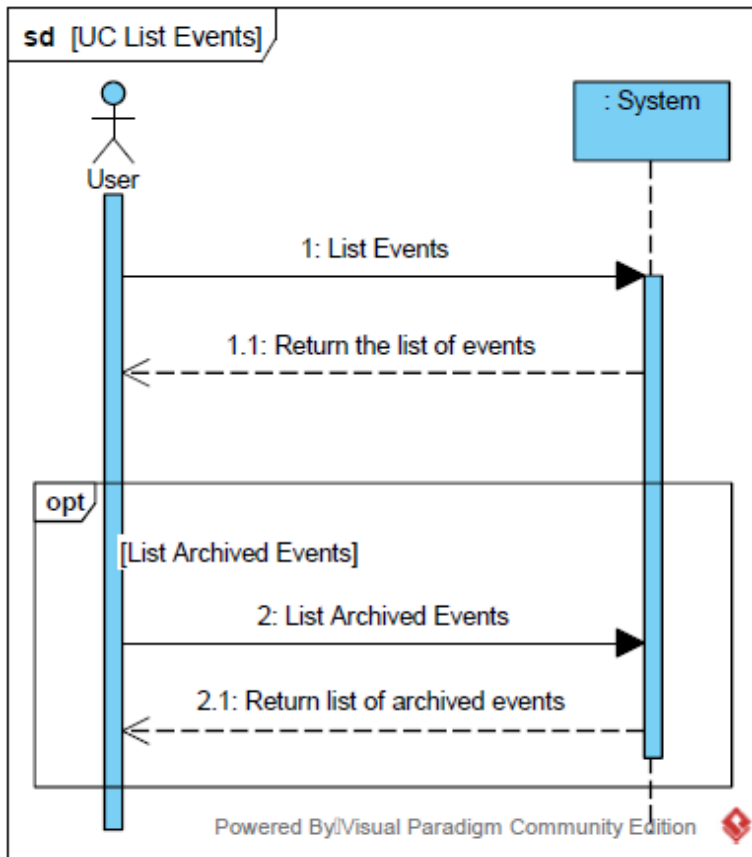 sd [UC List Events]
: System
User
1: List Events
1.1: Return the list of events
opt
[List Archived Events]
2: List Archived Events
2.1: Return list of archived events
Powered By Visual Paradigm Community Edition